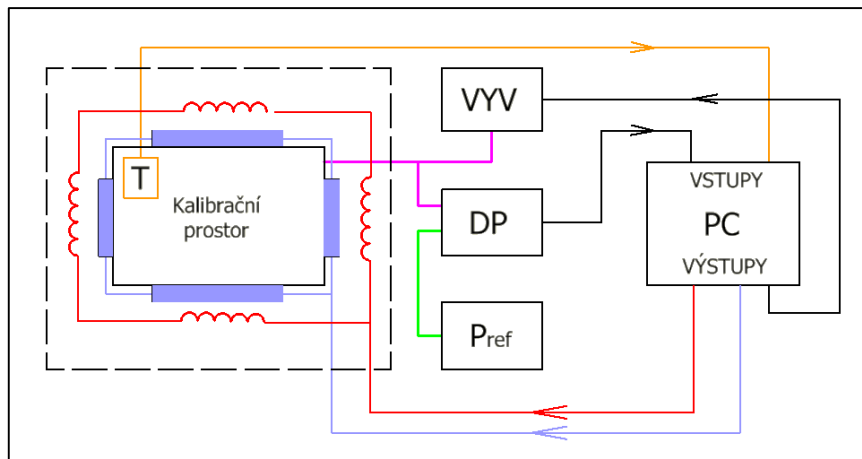 VYV
T
Kalibrační
prostor
DP
VSTUPY
PC
VÝSTUPY
Pref